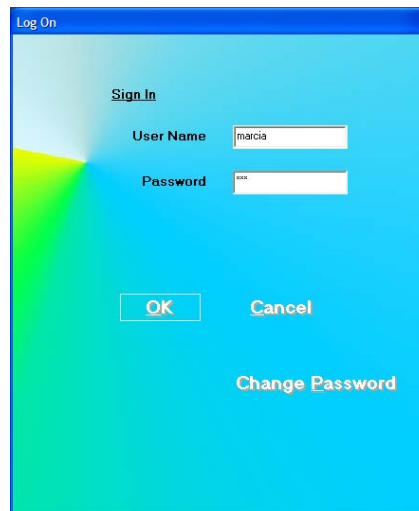 Log On
Sign In
User Name marcia
Password ***
OK Cancel
Change Password